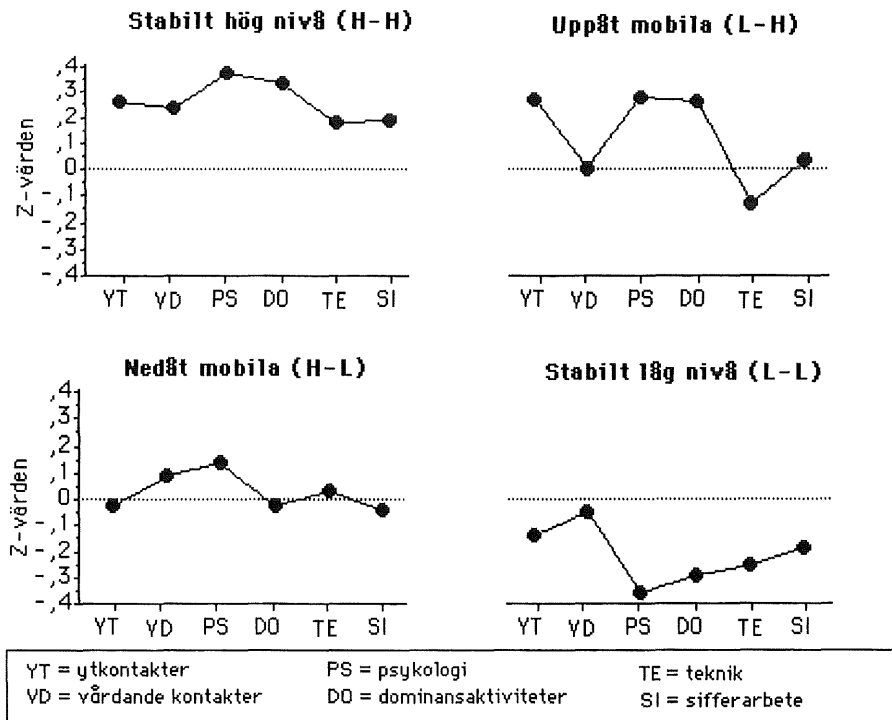 Stabilt hög nivå (H-H)
Uppåt mobila (L-H)
Z-värden
,4
,3
,2
,1
0
-,1
-,2
-,3
-,4
YT VD PS DO TE SI
YT VD PS DO TE SI
Nedåt mobila (H-L)
Stabilt låg nivå (L-L)
Z-värden
,4
,3
,2
,1
0
-,1
-,2
-,3
-,4
YT VD PS DO TE SI
YT VD PS DO TE SI
YT = ytkontakter PS = psykologi TE = teknik
VD = vårdande kontakter DO = dominansaktiviteter SI = sifferarbete